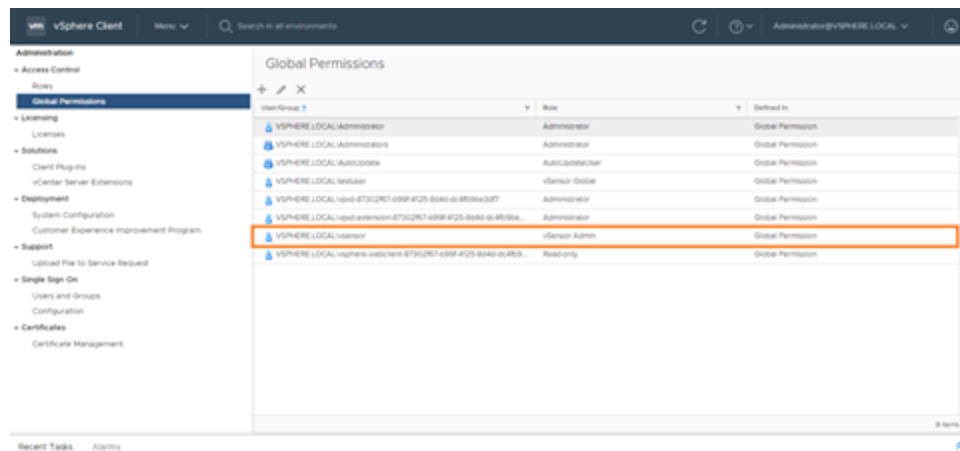 vm vSphere Client Menu Search in all environments Administrator@VSPHERE.LOCAL
Administration
Access Control
Roles
Global Permissions
Licensing
Licenses
Solutions
Client Plug-Ins
vCenter Server Extensions
Deployment
System Configuration
Customer Experience Improvement Program
Support
Upload File to Service Request
Single Sign On
Users and Groups
Configuration
Certificates
Certificate Management
Global Permissions
User/Group Role Defined In
VSPHERE.LOCAL\Administrator Administrator Global Permission
VSPHERE.LOCAL\Administrators Administrator Global Permission
VSPHERE.LOCAL\AutoUpdate AutoUpdateUser Global Permission
VSPHERE.LOCAL\testuser vSensor Global Global Permission
Administrator Global Permission
Administrator Global Permission
VSPHERE.LOCAL\vsensor vSensor Admin Global Permission
Read-only Global Permission
8 items
Recent Tasks Alarms